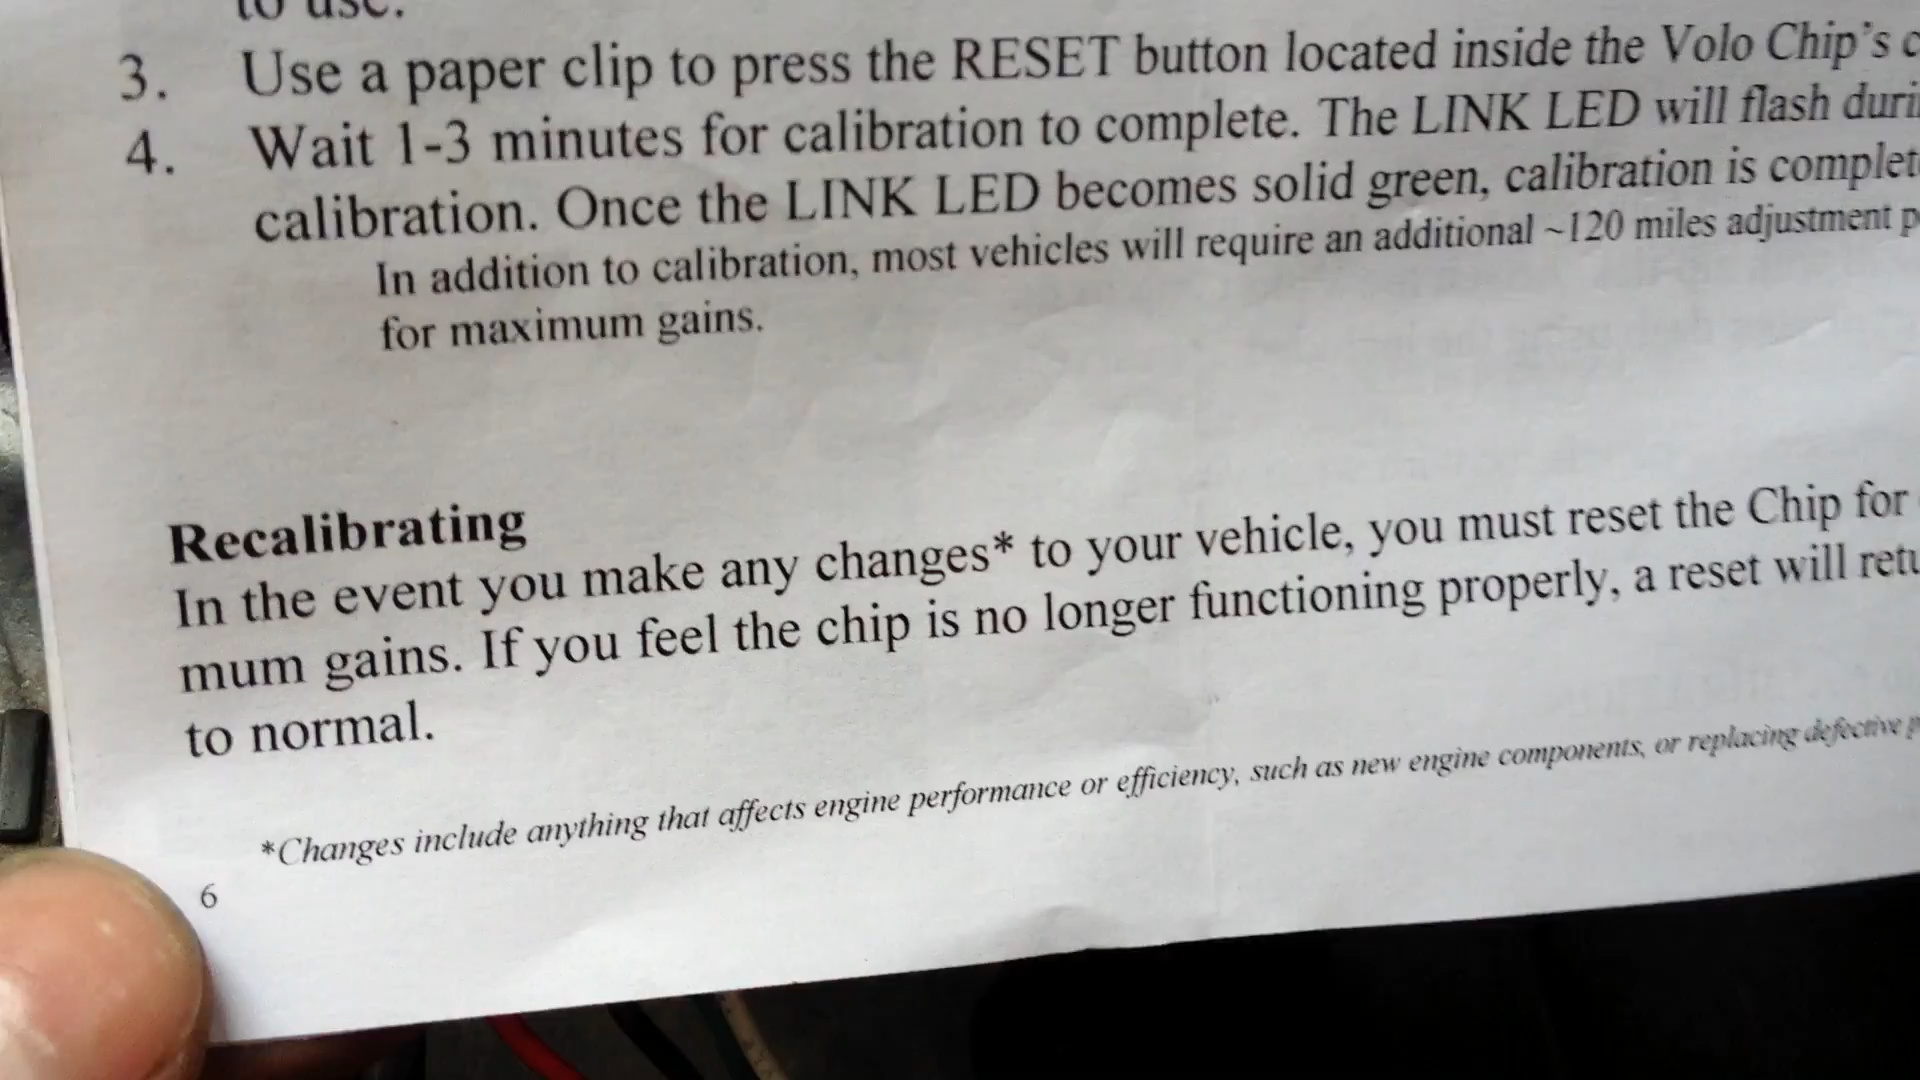 to use.
3. Use a paper clip to press the RESET button located inside the Volo Chip's
4. Wait 1-3 minutes for calibration to complete. The LINK LED will flash
calibration. Once the LINK LED becomes solid green, calibration is
In addition to calibration, most vehicles will require an additional ~120 miles adjustment
for maximum gains.
Recalibrating
In the event you make any changes* to your vehicle, you must reset the Chip for
mum gains. If you feel the chip is no longer functioning properly, a reset will
to normal.
*Changes include anything that affects engine performance or efficiency, such as new engine components, or replacing defective
6